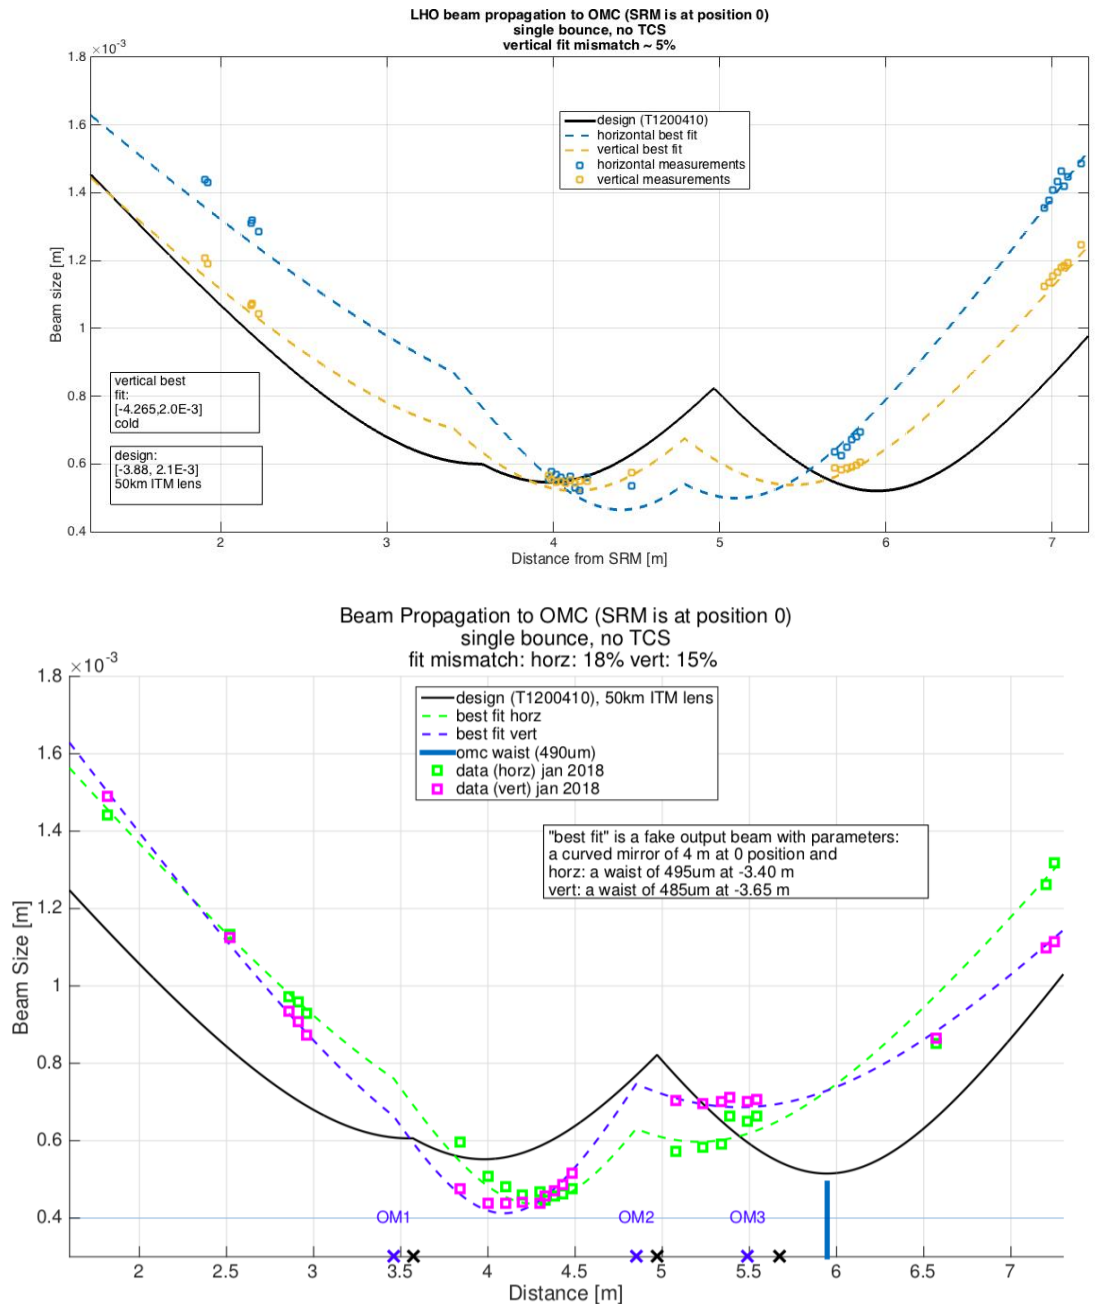 LHO beam propagation to OMC (SRM is at position 0)
single bounce, no TCS
vertical fit mismatch ~ 5%
×10⁻³
1.8
1.6
1.4
1.2
1
0.8
0.6
0.4
Beam size [m]
design (T1200410)
horizontal best fit
vertical best fit
horizontal measurements
vertical measurements
vertical best
fit:
[-4.265,2.0E-3]
cold
design:
[-3.88, 2.1E-3]
50km ITM lens
2 3 4 5 6 7
Distance from SRM [m]
Beam Propagation to OMC (SRM is at position 0)
single bounce, no TCS
fit mismatch: horz: 18% vert: 15%
×10⁻³
1.8
1.6
1.4
1.2
1
0.8
0.6
0.4
Beam Size [m]
design (T1200410), 50km ITM lens
best fit horz
best fit vert
omc waist (490um)
data (horz) jan 2018
data (vert) jan 2018
"best fit" is a fake output beam with parameters:
a curved mirror of 4 m at 0 position and
horz: a waist of 495um at -3.40 m
vert: a waist of 485um at -3.65 m
OM1 OM2 OM3
2 2.5 3 3.5 4 4.5 5 5.5 6 6.5 7
Distance [m]